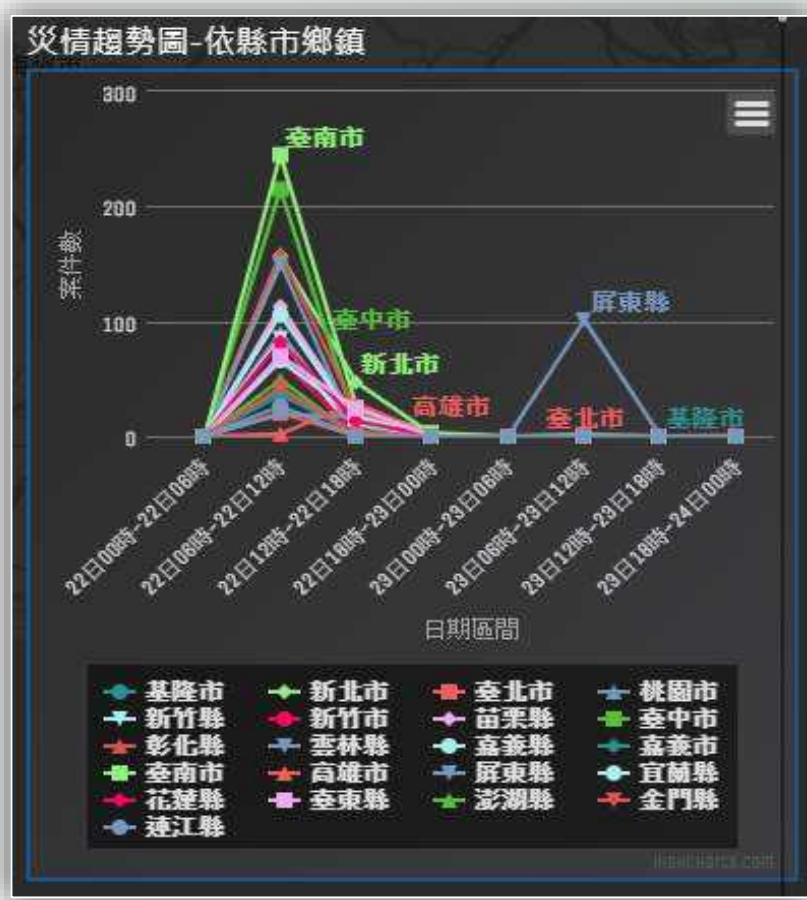 災情趨勢圖-依縣市鄉鎮
300
臺南市
200
案件數
屏東縣
100
臺中市
新北市
高雄市
臺北市
基隆市
0
22日00時-22日06時
22日06時-22日12時
22日12時-22日18時
22日18時-23日00時
23日00時-23日06時
23日06時-23日12時
23日12時-23日18時
23日18時-24日00時
日期區間
基隆市 新北市 臺北市 桃園市
新竹縣 新竹市 苗栗縣 臺中市
彰化縣 雲林縣 嘉義縣 嘉義市
臺南市 高雄市 屏東縣 宜蘭縣
花蓮縣 臺東縣 澎湖縣 金門縣
連江縣
Highcharts.com